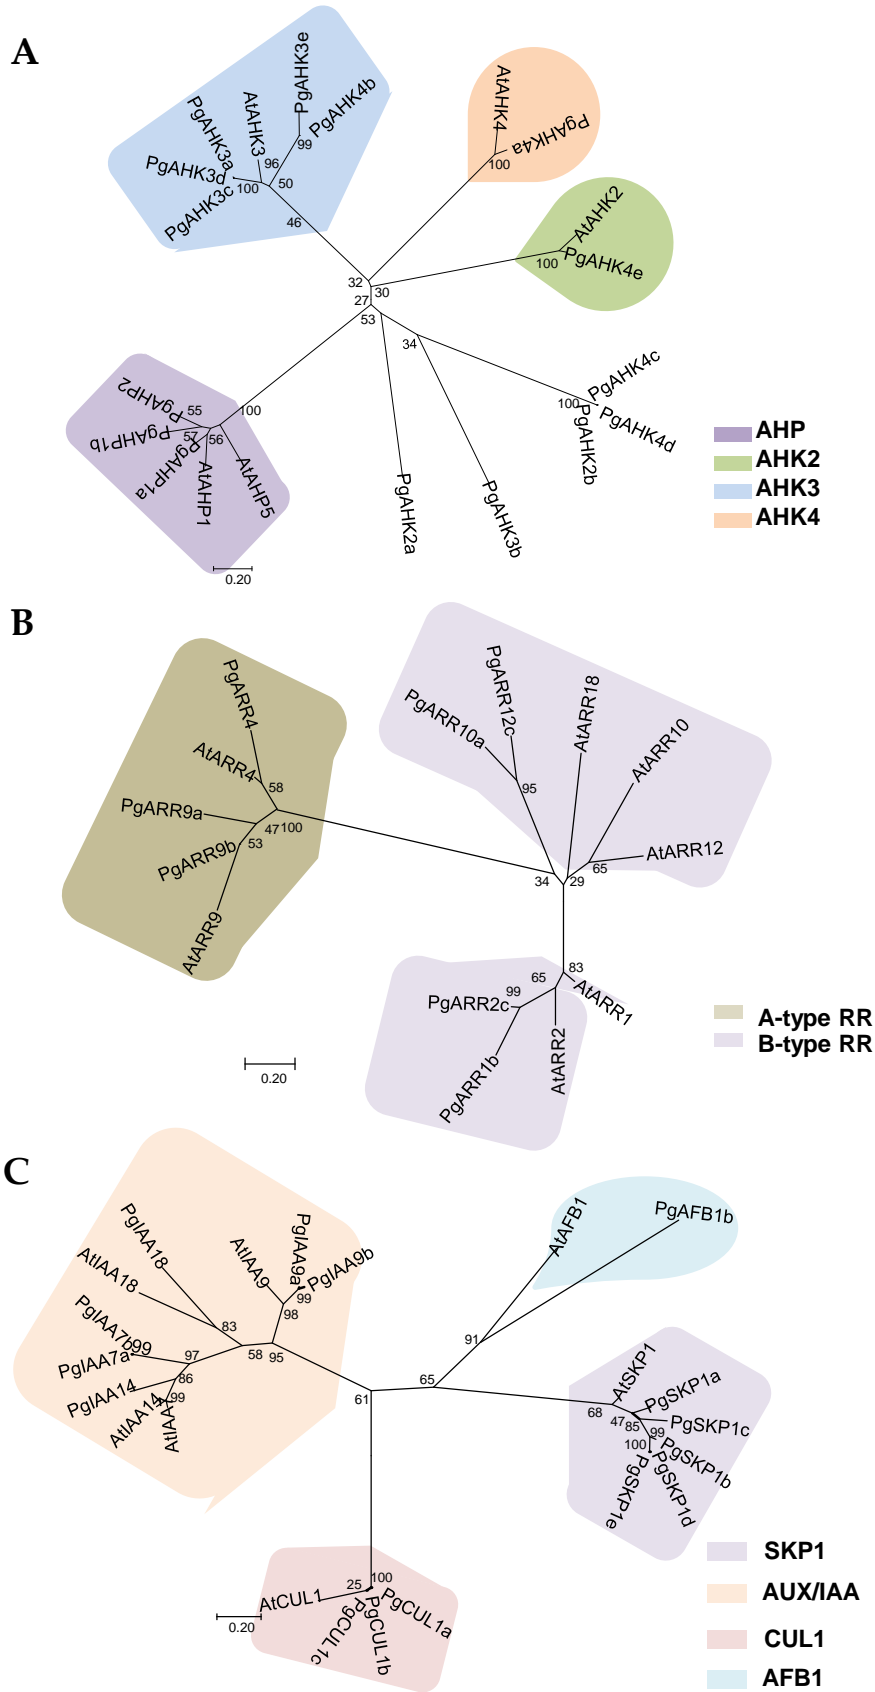 A
PgAHK3e
PgAHK4b
AtAHK3
PgAHK3a
PgAHK3d
PgAHK3c
99
96
100
50
46
AtAHK4
PgAHK4a
100
AtAHK2
PgAHK4e
100
32
30
27
53
34
PgAHK4c
100
PgAHK4d
PgAHK2b
PgAHK2a
PgAHK3b
PgAHP2
PgAHP1b
PgAHP1a
AtAHP1
AtAHP5
55
100
57
56
0.20
AHP
AHK2
AHK3
AHK4
B
PgARR4
AtARR4
58
PgARR9a
47
100
PgARR9b
53
AtARR9
PgARR12c
PgARR10a
AtARR18
AtARR10
95
AtARR12
65
34
29
83
65
99
PgARR2c
AtARR1
PgARR1b
AtARR2
0.20
A-type RR
B-type RR
C
PgIAA18
AtIAA18
AtIAA9
PgIAA9a
PgIAA9b
99
98
83
PgIAA7b
99
PgIAA7a
97
58
95
86
PgIAA14
99
AtIAA14
AtIAA7
AtAFB1
PgAFB1b
91
65
61
AtSKP1
PgSKP1a
68
47
85
PgSKP1c
99
100
PgSKP1b
PgSKP1d
PgSKP1e
25
100
AtCUL1
PgCUL1a
PgCUL1b
PgCUL1c
0.20
SKP1
AUX/IAA
CUL1
AFB1